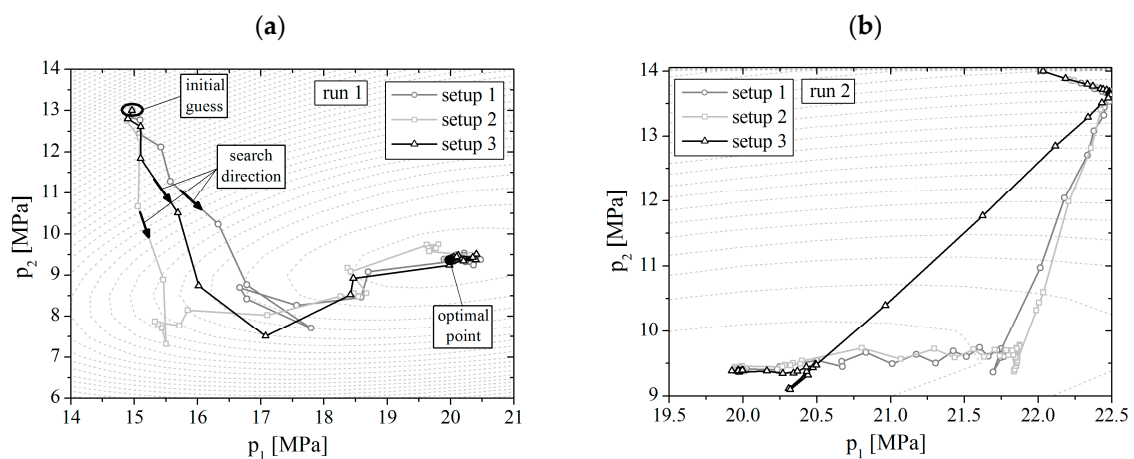 (a)
14
13
12
11
10
9
8
7
6
p2 [MPa]
14 15 16 17 18 19 20 21
p1 [MPa]
initial
guess
search
direction
run 1
setup 1
setup 2
setup 3
optimal
point
(b)
14
13
12
11
10
9
p2 [MPa]
19.5 20.0 20.5 21.0 21.5 22.0 22.5
p1 [MPa]
setup 1
setup 2
setup 3
run 2